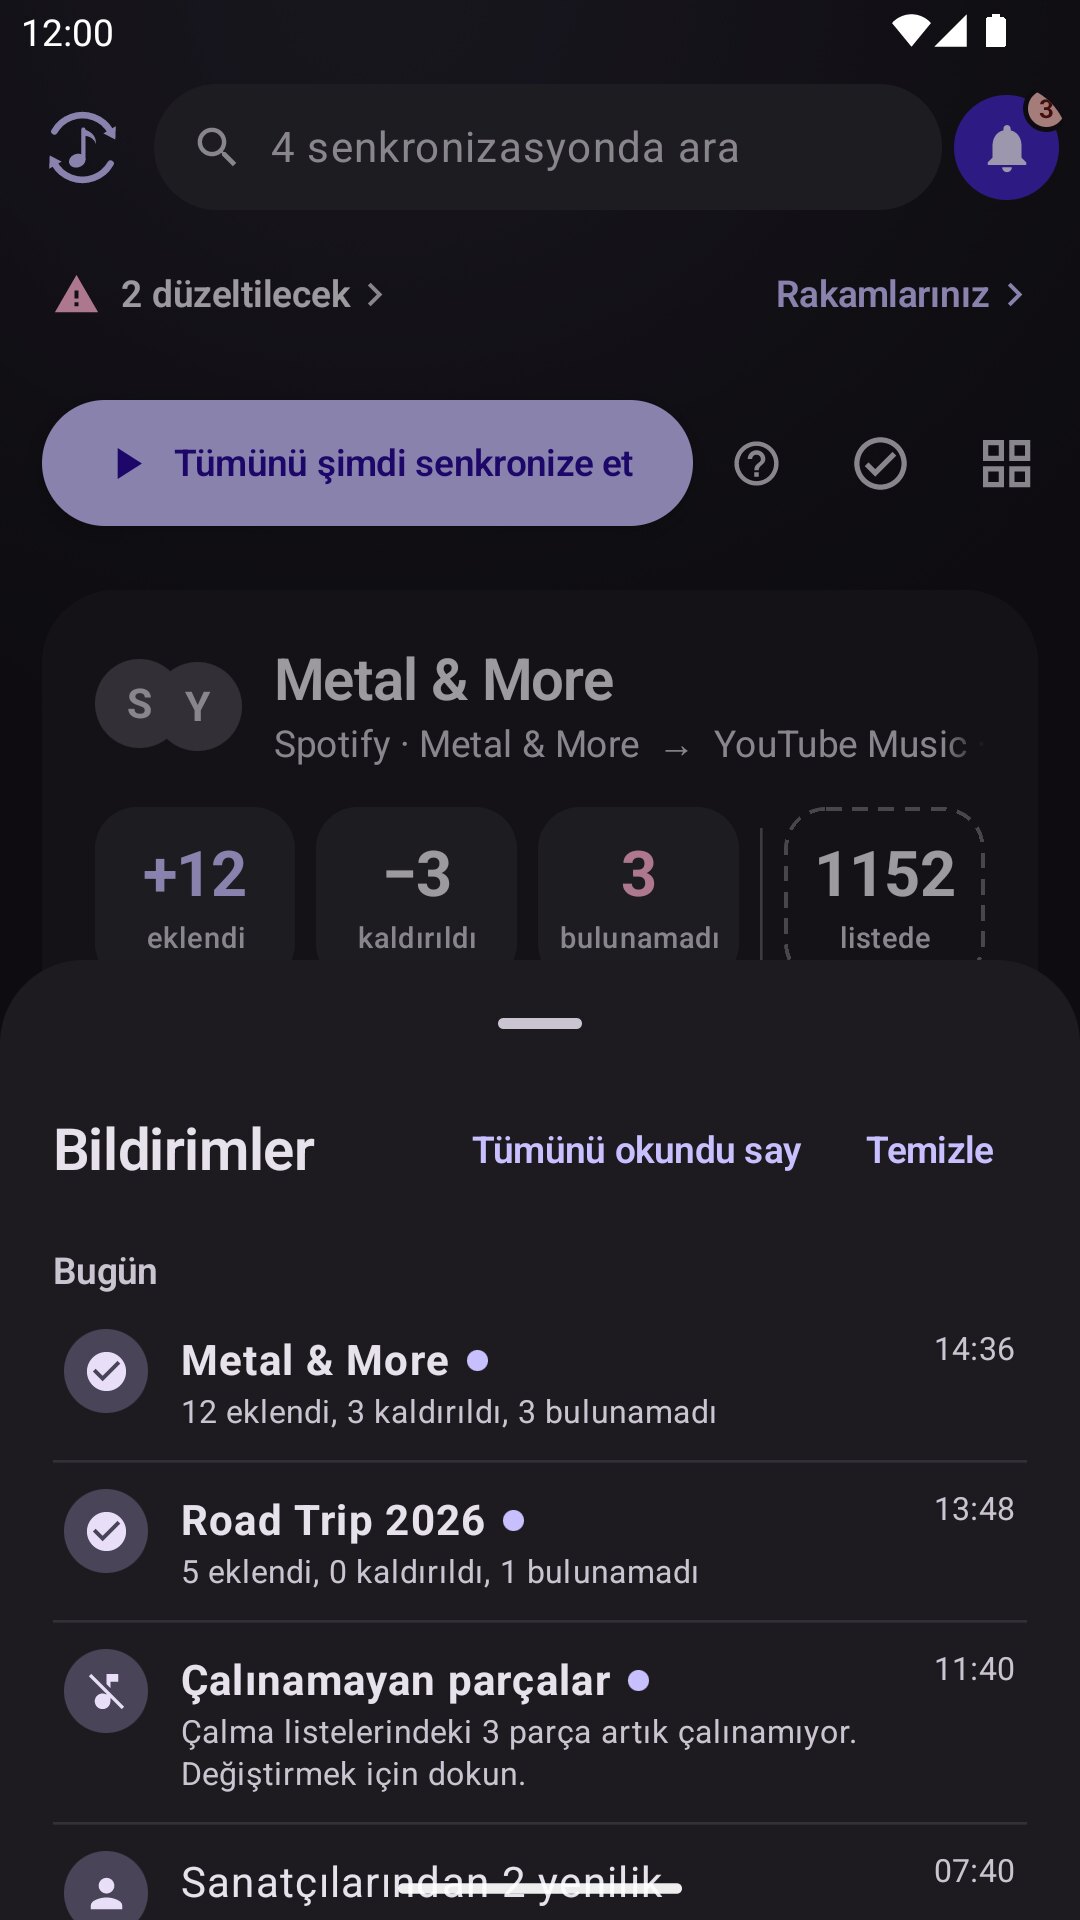 12:00
4 senkronizasyonda ara
3
2 düzeltilecek
Rakamlarınız
Tümünü şimdi senkronize et
S Y
Metal & More
Spotify · Metal & More → YouTube Music
+12
eklendi
−3
kaldırıldı
3
bulunamadı
1152
listede
Bildirimler
Tümünü okundu say
Temizle
Bugün
Metal & More
14:36
12 eklendi, 3 kaldırıldı, 3 bulunamadı
Road Trip 2026
13:48
5 eklendi, 0 kaldırıldı, 1 bulunamadı
Çalınamayan parçalar
11:40
Çalma listelerindeki 3 parça artık çalınamıyor.
Değiştirmek için dokun.
Sanatçılarından 2 yenilik
07:40